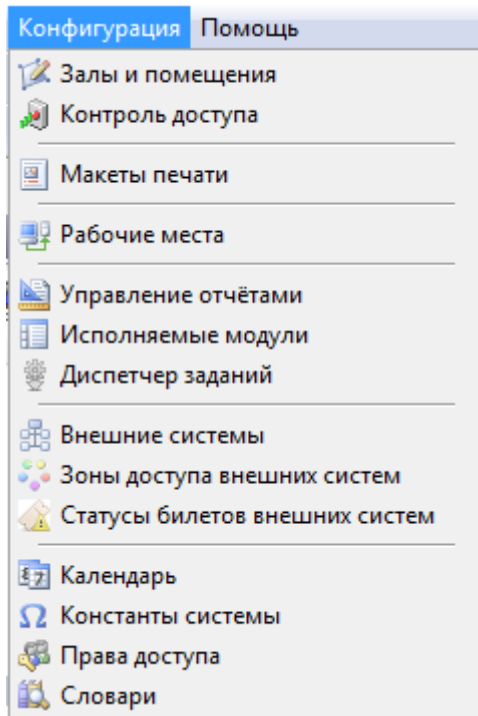 Конфигурация Помощь
Залы и помещения
Контроль доступа
Макеты печати
Рабочие места
Управление отчётами
Исполняемые модули
Диспетчер заданий
Внешние системы
Зоны доступа внешних систем
Статусы билетов внешних систем
Календарь
Константы системы
Права доступа
Словари